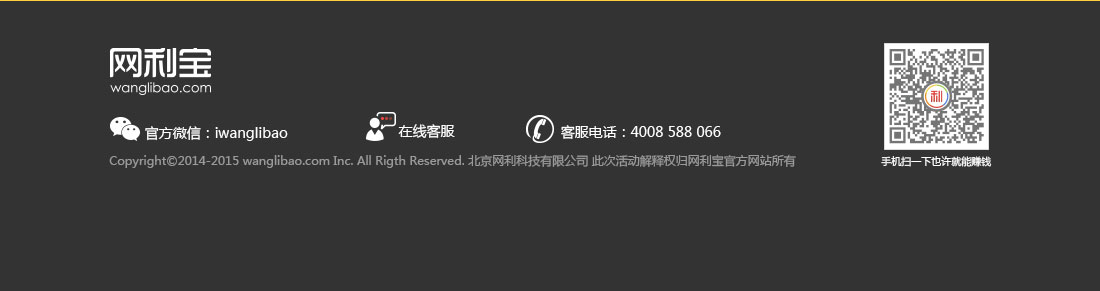 网利宝
wanglibao.com
官方微信：iwanglibao
在线客服
客服电话：4008 588 066
Copyright©2014-2015 wanglibao.com Inc. All Rigth Reserved. 北京网利科技有限公司 此次活动解释权归网利宝官方网站所有
利
手机扫一下也许就能赚钱